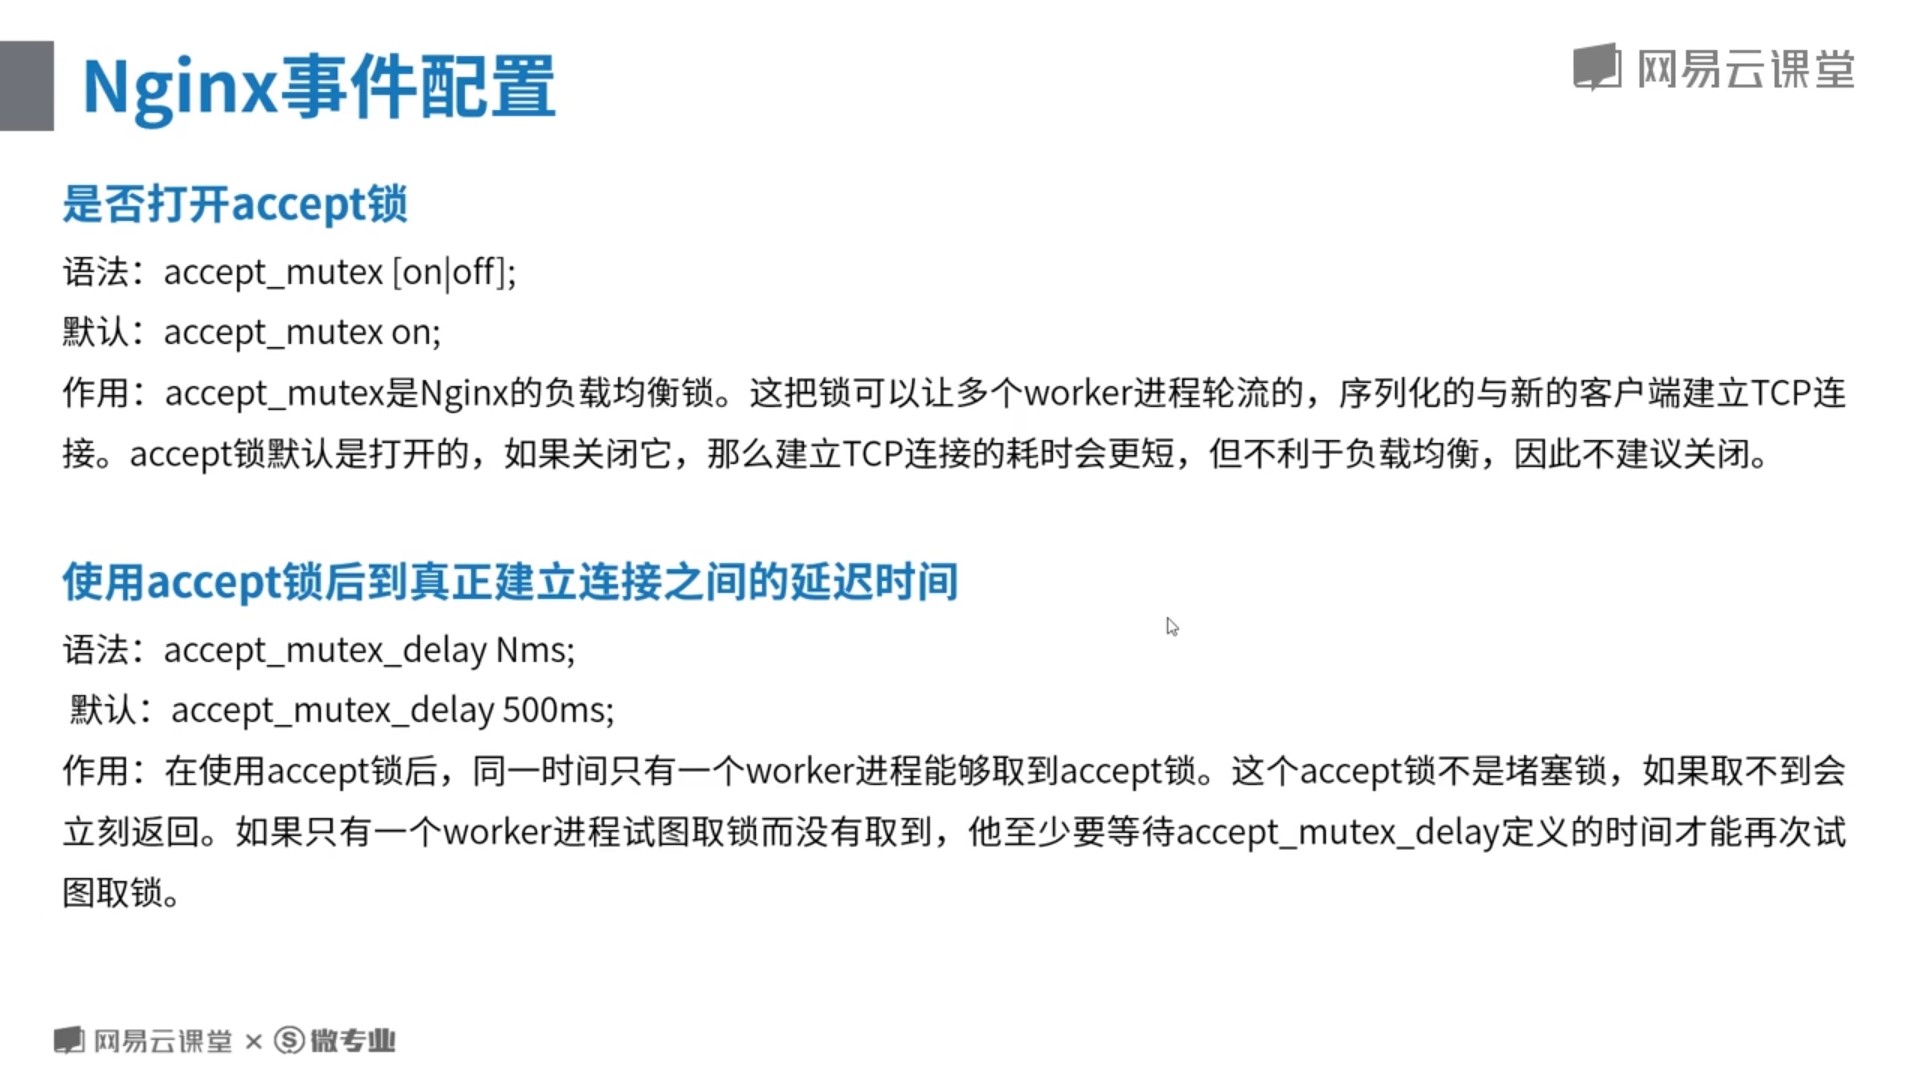 Nginx事件配置
网易云课堂
是否打开accept锁
语法：accept_mutex [on|off];
默认：accept_mutex on;
作用：accept_mutex是Nginx的负载均衡锁。这把锁可以让多个worker进程轮流的，序列化的与新的客户端建立TCP连
接。accept锁默认是打开的，如果关闭它，那么建立TCP连接的耗时会更短，但不利于负载均衡，因此不建议关闭。
使用accept锁后到真正建立连接之间的延迟时间
语法：accept_mutex_delay Nms;
默认：accept_mutex_delay 500ms;
作用：在使用accept锁后，同一时间只有一个worker进程能够取到accept锁。这个accept锁不是堵塞锁，如果取不到会
立刻返回。如果只有一个worker进程试图取锁而没有取到，他至少要等待accept_mutex_delay定义的时间才能再次试
图取锁。
网易云课堂 × 微专业